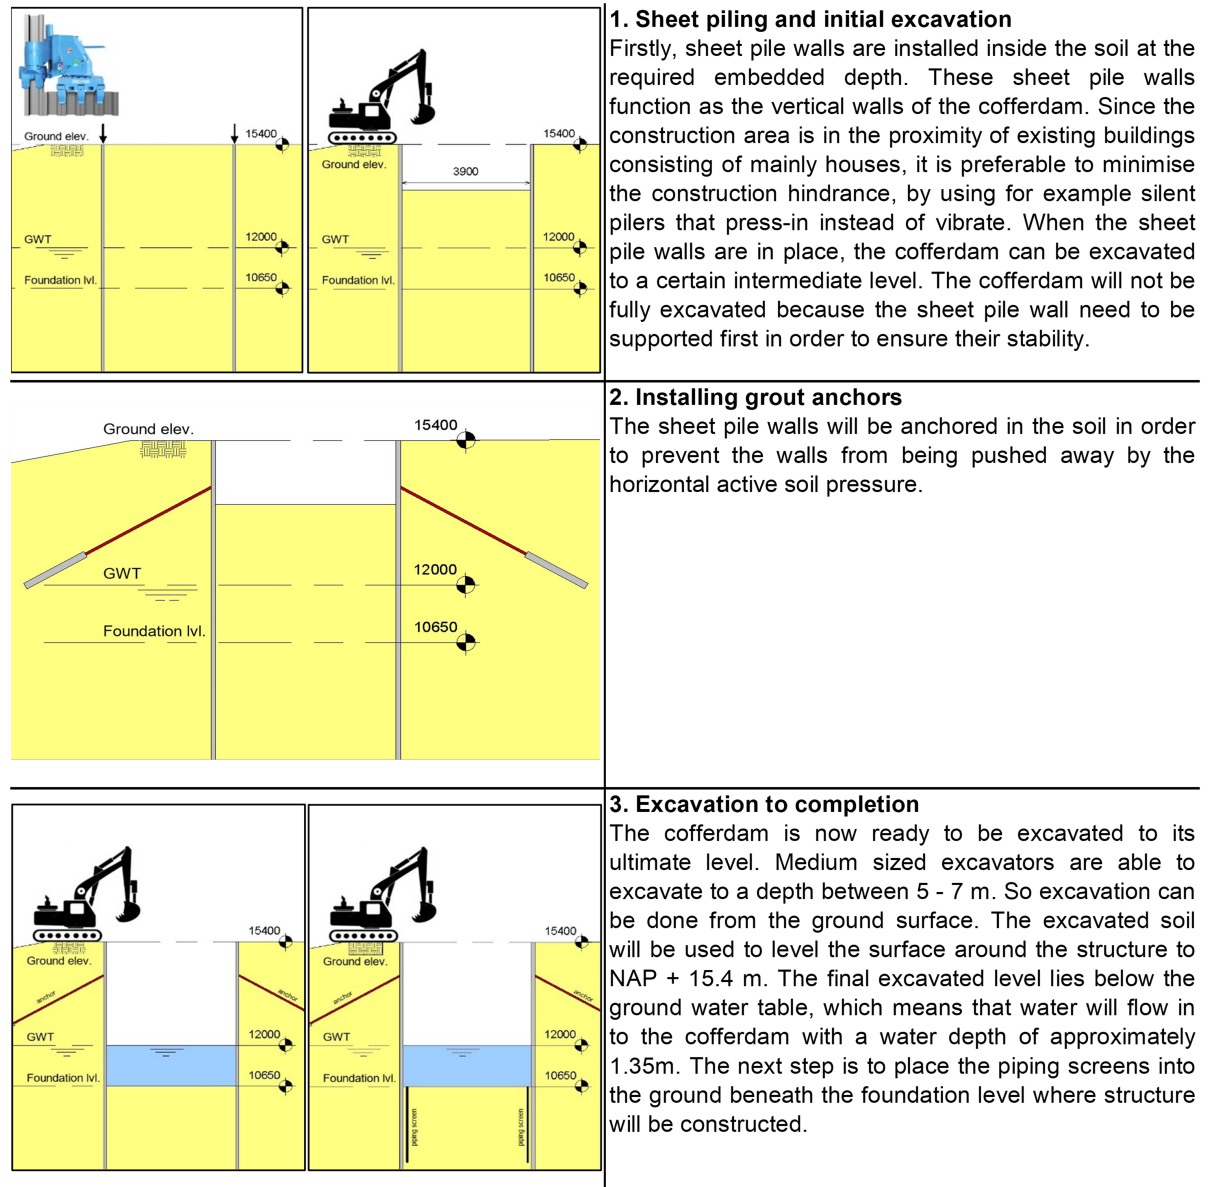 Ground elev.
15400
GWT
12000
Foundation lvl.
10650
15400
Ground elev.
3900
GWT
12000
Foundation lvl.
10650
1. Sheet piling and initial excavation
Firstly, sheet pile walls are installed inside the soil at the
required embedded depth. These sheet pile walls
function as the vertical walls of the cofferdam. Since the
construction area is in the proximity of existing buildings
consisting of mainly houses, it is preferable to minimise
the construction hindrance, by using for example silent
pilers that press-in instead of vibrate. When the sheet
pile walls are in place, the cofferdam can be excavated
to a certain intermediate level. The cofferdam will not be
fully excavated because the sheet pile wall need to be
supported first in order to ensure their stability.
Ground elev.
15400
GWT
12000
Foundation lvl.
10650
2. Installing grout anchors
The sheet pile walls will be anchored in the soil in order
to prevent the walls from being pushed away by the
horizontal active soil pressure.
15400
Ground elev.
anchor
anchor
GWT
12000
Foundation lvl.
10650
15400
Ground elev.
anchor
anchor
GWT
12000
Foundation lvl.
10650
piping screen
piping screen
3. Excavation to completion
The cofferdam is now ready to be excavated to its
ultimate level. Medium sized excavators are able to
excavate to a depth between 5 - 7 m. So excavation can
be done from the ground surface. The excavated soil
will be used to level the surface around the structure to
NAP + 15.4 m. The final excavated level lies below the
ground water table, which means that water will flow in
to the cofferdam with a water depth of approximately
1.35m. The next step is to place the piping screens into
the ground beneath the foundation level where structure
will be constructed.